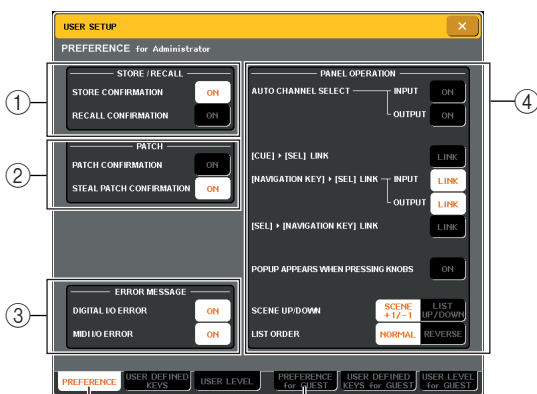 USER SETUP
×
PREFERENCE for Administrator
①
STORE / RECALL
STORE CONFIRMATION ON
RECALL CONFIRMATION ON
②
PATCH
PATCH CONFIRMATION ON
STEAL PATCH CONFIRMATION ON
③
ERROR MESSAGE
DIGITAL I/O ERROR ON
MIDI I/O ERROR ON
④
PANEL OPERATION
AUTO CHANNEL SELECT INPUT ON
OUTPUT ON
[CUE] ▸ [SEL] LINK LINK
[NAVIGATION KEY] ▸ [SEL] LINK INPUT LINK
OUTPUT LINK
[SEL] ▸ [NAVIGATION KEY] LINK LINK
POPUP APPEARS WHEN PRESSING KNOBS ON
SCENE UP/DOWN SCENE +1/-1 LIST UP/DOWN
LIST ORDER NORMAL REVERSE
PREFERENCE
USER DEFINED KEYS
USER LEVEL
PREFERENCE for GUEST
USER DEFINED KEYS for GUEST
USER LEVEL for GUEST